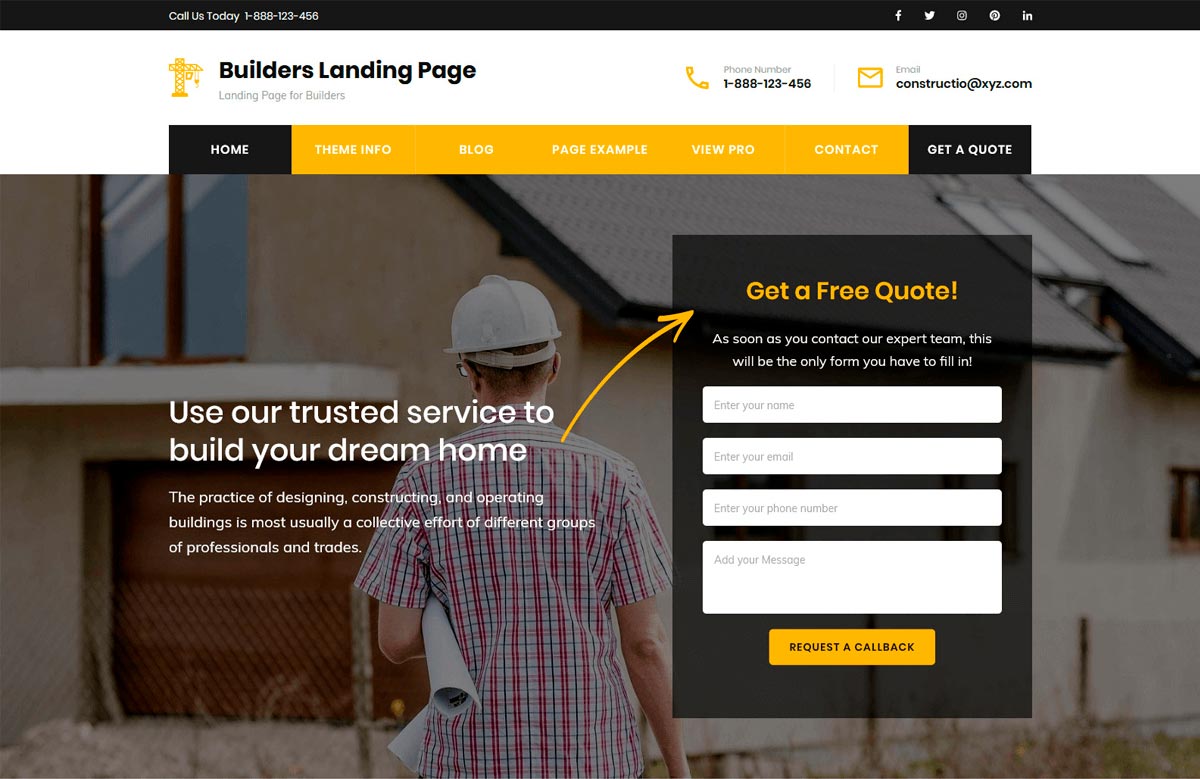 Call Us Today 1-888-123-456
Builders Landing Page
Landing Page for Builders
Phone Number
1-888-123-456
Email
constructio@xyz.com
HOME THEME INFO BLOG PAGE EXAMPLE VIEW PRO CONTACT GET A QUOTE
Use our trusted service to
build your dream home
The practice of designing, constructing, and operating
buildings is most usually a collective effort of different groups
of professionals and trades.
Get a Free Quote!
As soon as you contact our expert team, this
will be the only form you have to fill in!
Enter your name
Enter your email
Enter your phone number
Add your Message
REQUEST A CALLBACK